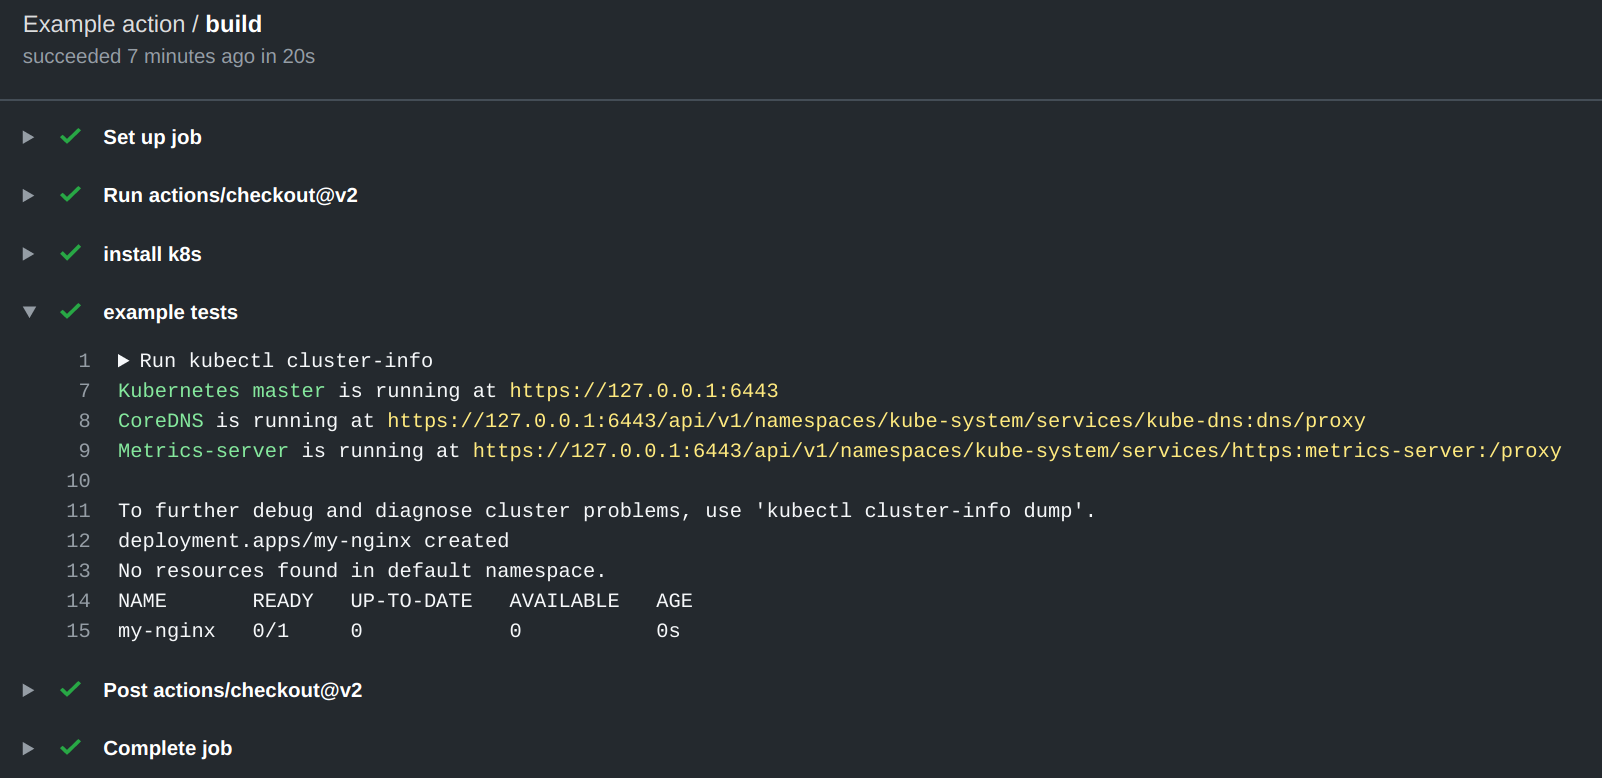 Example action / build
succeeded 7 minutes ago in 20s
Set up job
Run actions/checkout@v2
install k8s
example tests
1 Run kubectl cluster-info
7 Kubernetes master is running at https://127.0.0.1:6443
8 CoreDNS is running at https://127.0.0.1:6443/api/v1/namespaces/kube-system/services/kube-dns:dns/proxy
9 Metrics-server is running at https://127.0.0.1:6443/api/v1/namespaces/kube-system/services/https:metrics-server:/proxy
10
11 To further debug and diagnose cluster problems, use 'kubectl cluster-info dump'.
12 deployment.apps/my-nginx created
13 No resources found in default namespace.
14 NAME READY UP-TO-DATE AVAILABLE AGE
15 my-nginx 0/1 0 0 0s
Post actions/checkout@v2
Complete job